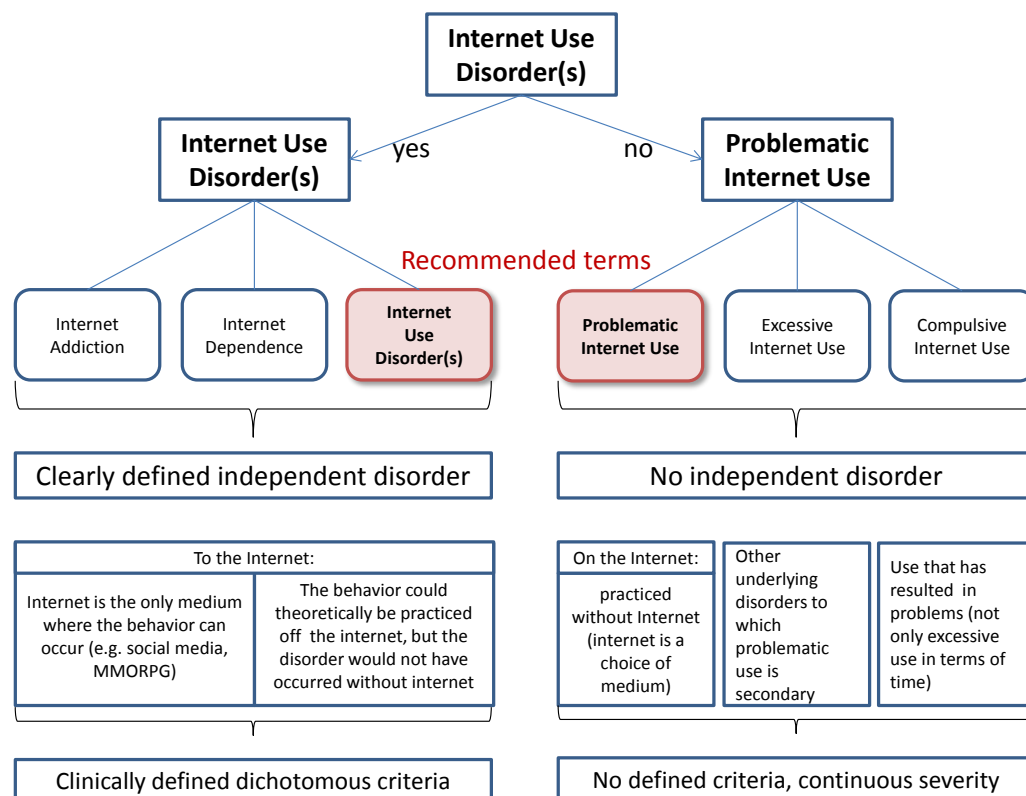 Internet Use
Disorder(s)
Internet Use
Disorder(s)
yes
no
Problematic
Internet Use
Recommended terms
Internet
Addiction
Internet
Dependence
Internet
Use
Disorder(s)
Problematic
Internet Use
Excessive
Internet Use
Compulsive
Internet Use
Clearly defined independent disorder
No independent disorder
To the Internet:
Internet is the only medium
where the behavior can
occur (e.g. social media,
MMORPG)
The behavior could
theoretically be practiced
off the internet, but the
disorder would not have
occurred without internet
On the Internet:
practiced
without Internet
(internet is a
choice of
medium)
Other
underlying
disorders to
which
problematic
use is
secondary
Use that has
resulted in
problems (not
only excessive
use in terms of
time)
Clinically defined dichotomous criteria
No defined criteria, continuous severity